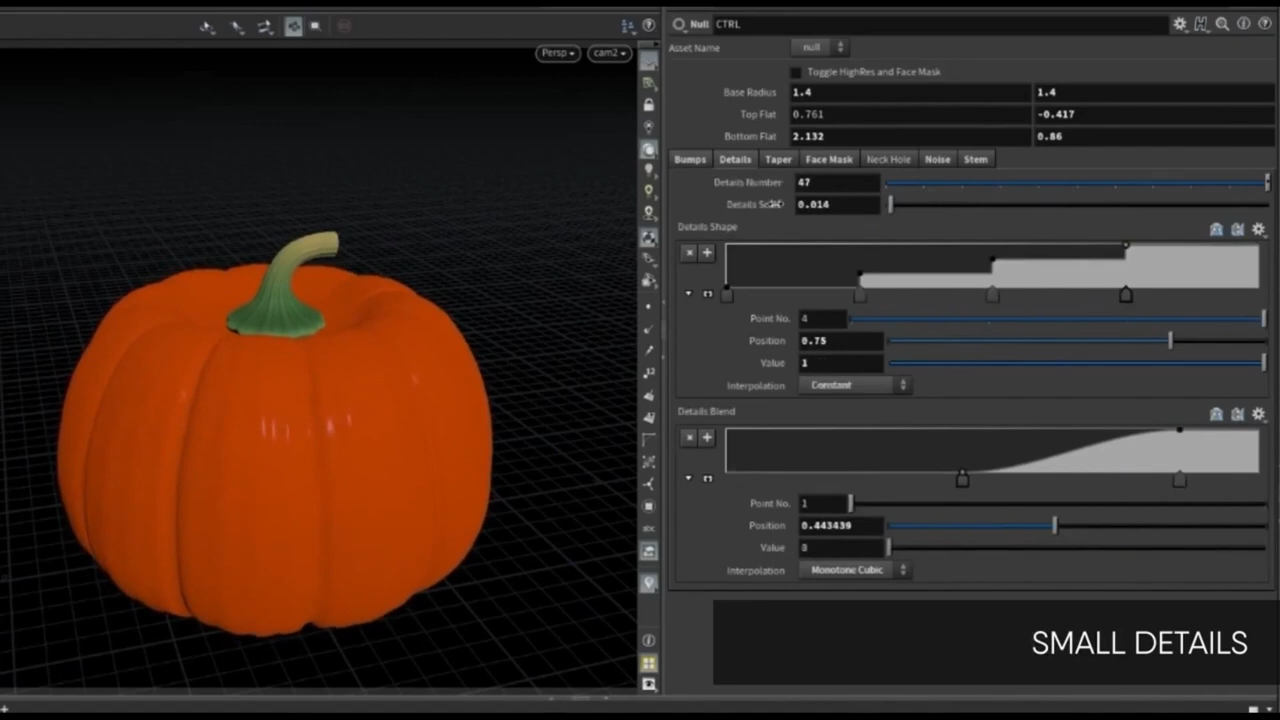 Null CTRL
Asset Name null
Persp cam2
Toggle HighRes and Face Mask
Base Radius 1.4 1.4
Top Flat 0.761 -0.417
Bottom Flat 2.132 0.86
Bumps Details Taper Face Mask Neck Hole Noise Stem
Details Number 47
Details 0.014
Details Shape
Point No. 4
Position 0.75
Value 1
Interpolation Constant
Details Blend
Point No. 1
Position 0.443439
Value 0
Interpolation Monotone Cubic
abc
SMALL DETAILS